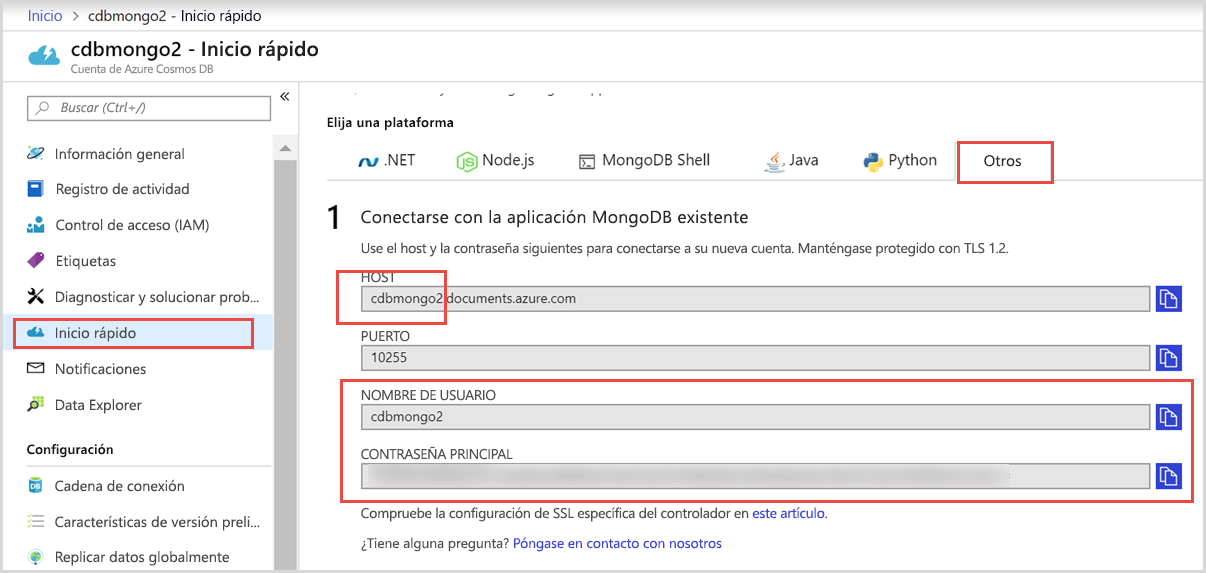 Inicio > cdbmongo2 - Inicio rápido
cdbmongo2 - Inicio rápido
Cuenta de Azure Cosmos DB
Buscar (Ctrl+/)
«
Información general
Registro de actividad
Control de acceso (IAM)
Etiquetas
Diagnosticar y solucionar prob...
Inicio rápido
Notificaciones
Data Explorer
Configuración
Cadena de conexión
Características de versión preli...
Replicar datos globalmente
Elija una plataforma
.NET
Node.js
MongoDB Shell
Java
Python
Otros
1 Conectarse con la aplicación MongoDB existente
Use el host y la contraseña siguientes para conectarse a su nueva cuenta. Manténgase protegido con TLS 1.2.
HOST
cdbmongo2.documents.azure.com
PUERTO
10255
NOMBRE DE USUARIO
cdbmongo2
CONTRASEÑA PRINCIPAL
Compruebe la configuración de SSL específica del controlador en este artículo.
¿Tiene alguna pregunta? Póngase en contacto con nosotros